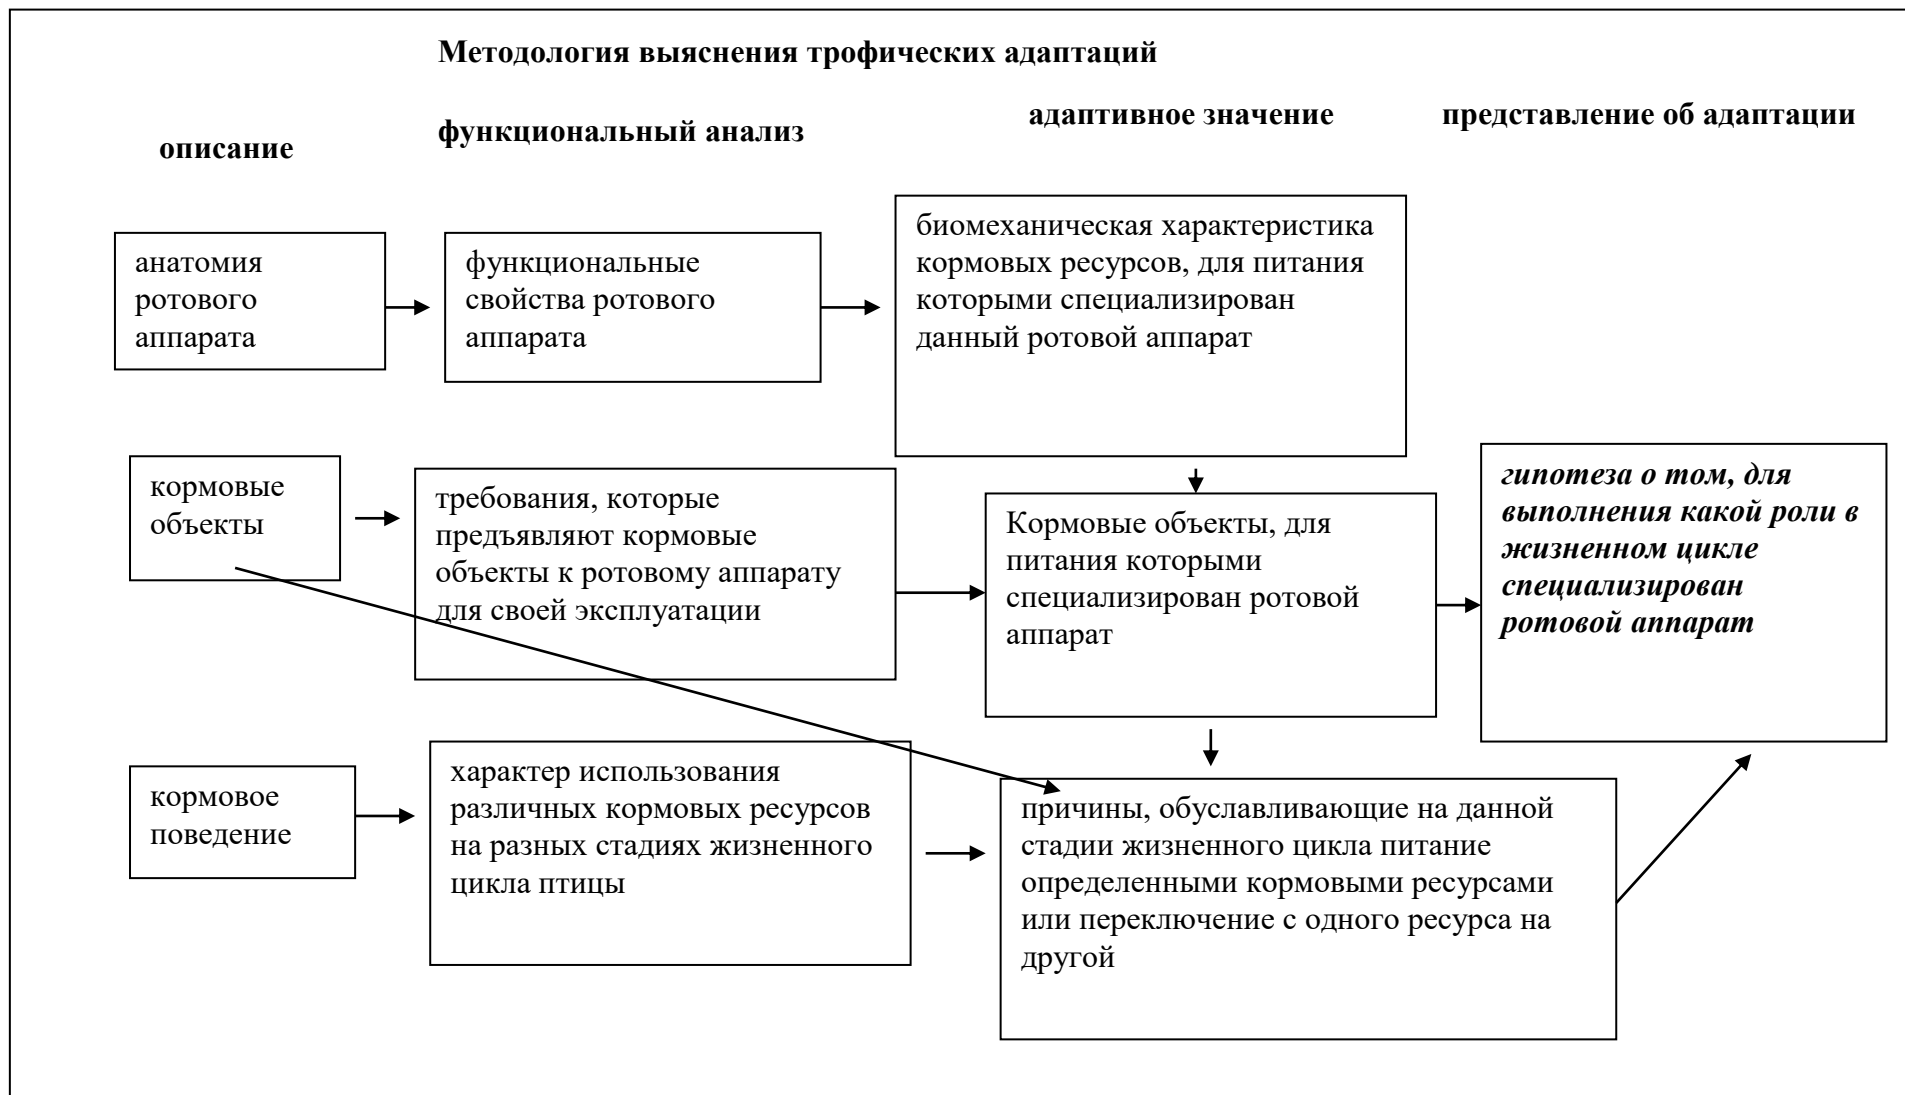 Методология выяснения трофических адаптаций
описание
функциональный анализ
адаптивное значение
представление об адаптации
анатомия
ротового
аппарата
функциональные
свойства ротового
аппарата
биомеханическая характеристика
кормовых ресурсов, для питания
которыми специализирован
данный ротовой аппарат
кормовые
объекты
требования, которые
предъявляют кормовые
объекты к ротовому аппарату
для своей эксплуатации
Кормовые объекты, для
питания которыми
специализирован ротовой
аппарат
гипотеза о том, для
выполнения какой роли в
жизненном цикле
специализирован
ротовой аппарат
кормовое
поведение
характер использования
различных кормовых ресурсов
на разных стадиях жизненного
цикла птицы
причины, обуславливающие на данной
стадии жизненного цикла питание
определенными кормовыми ресурсами
или переключение с одного ресурса на
другой